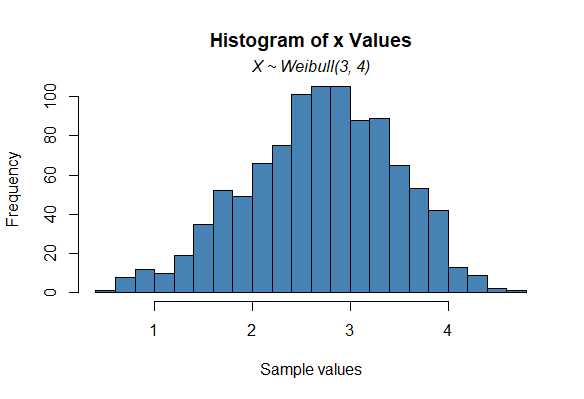 Histogram of x Values
X ~ Weibull(3, 4)
Frequency
100
80
60
40
20
0
1 2 3 4
Sample values